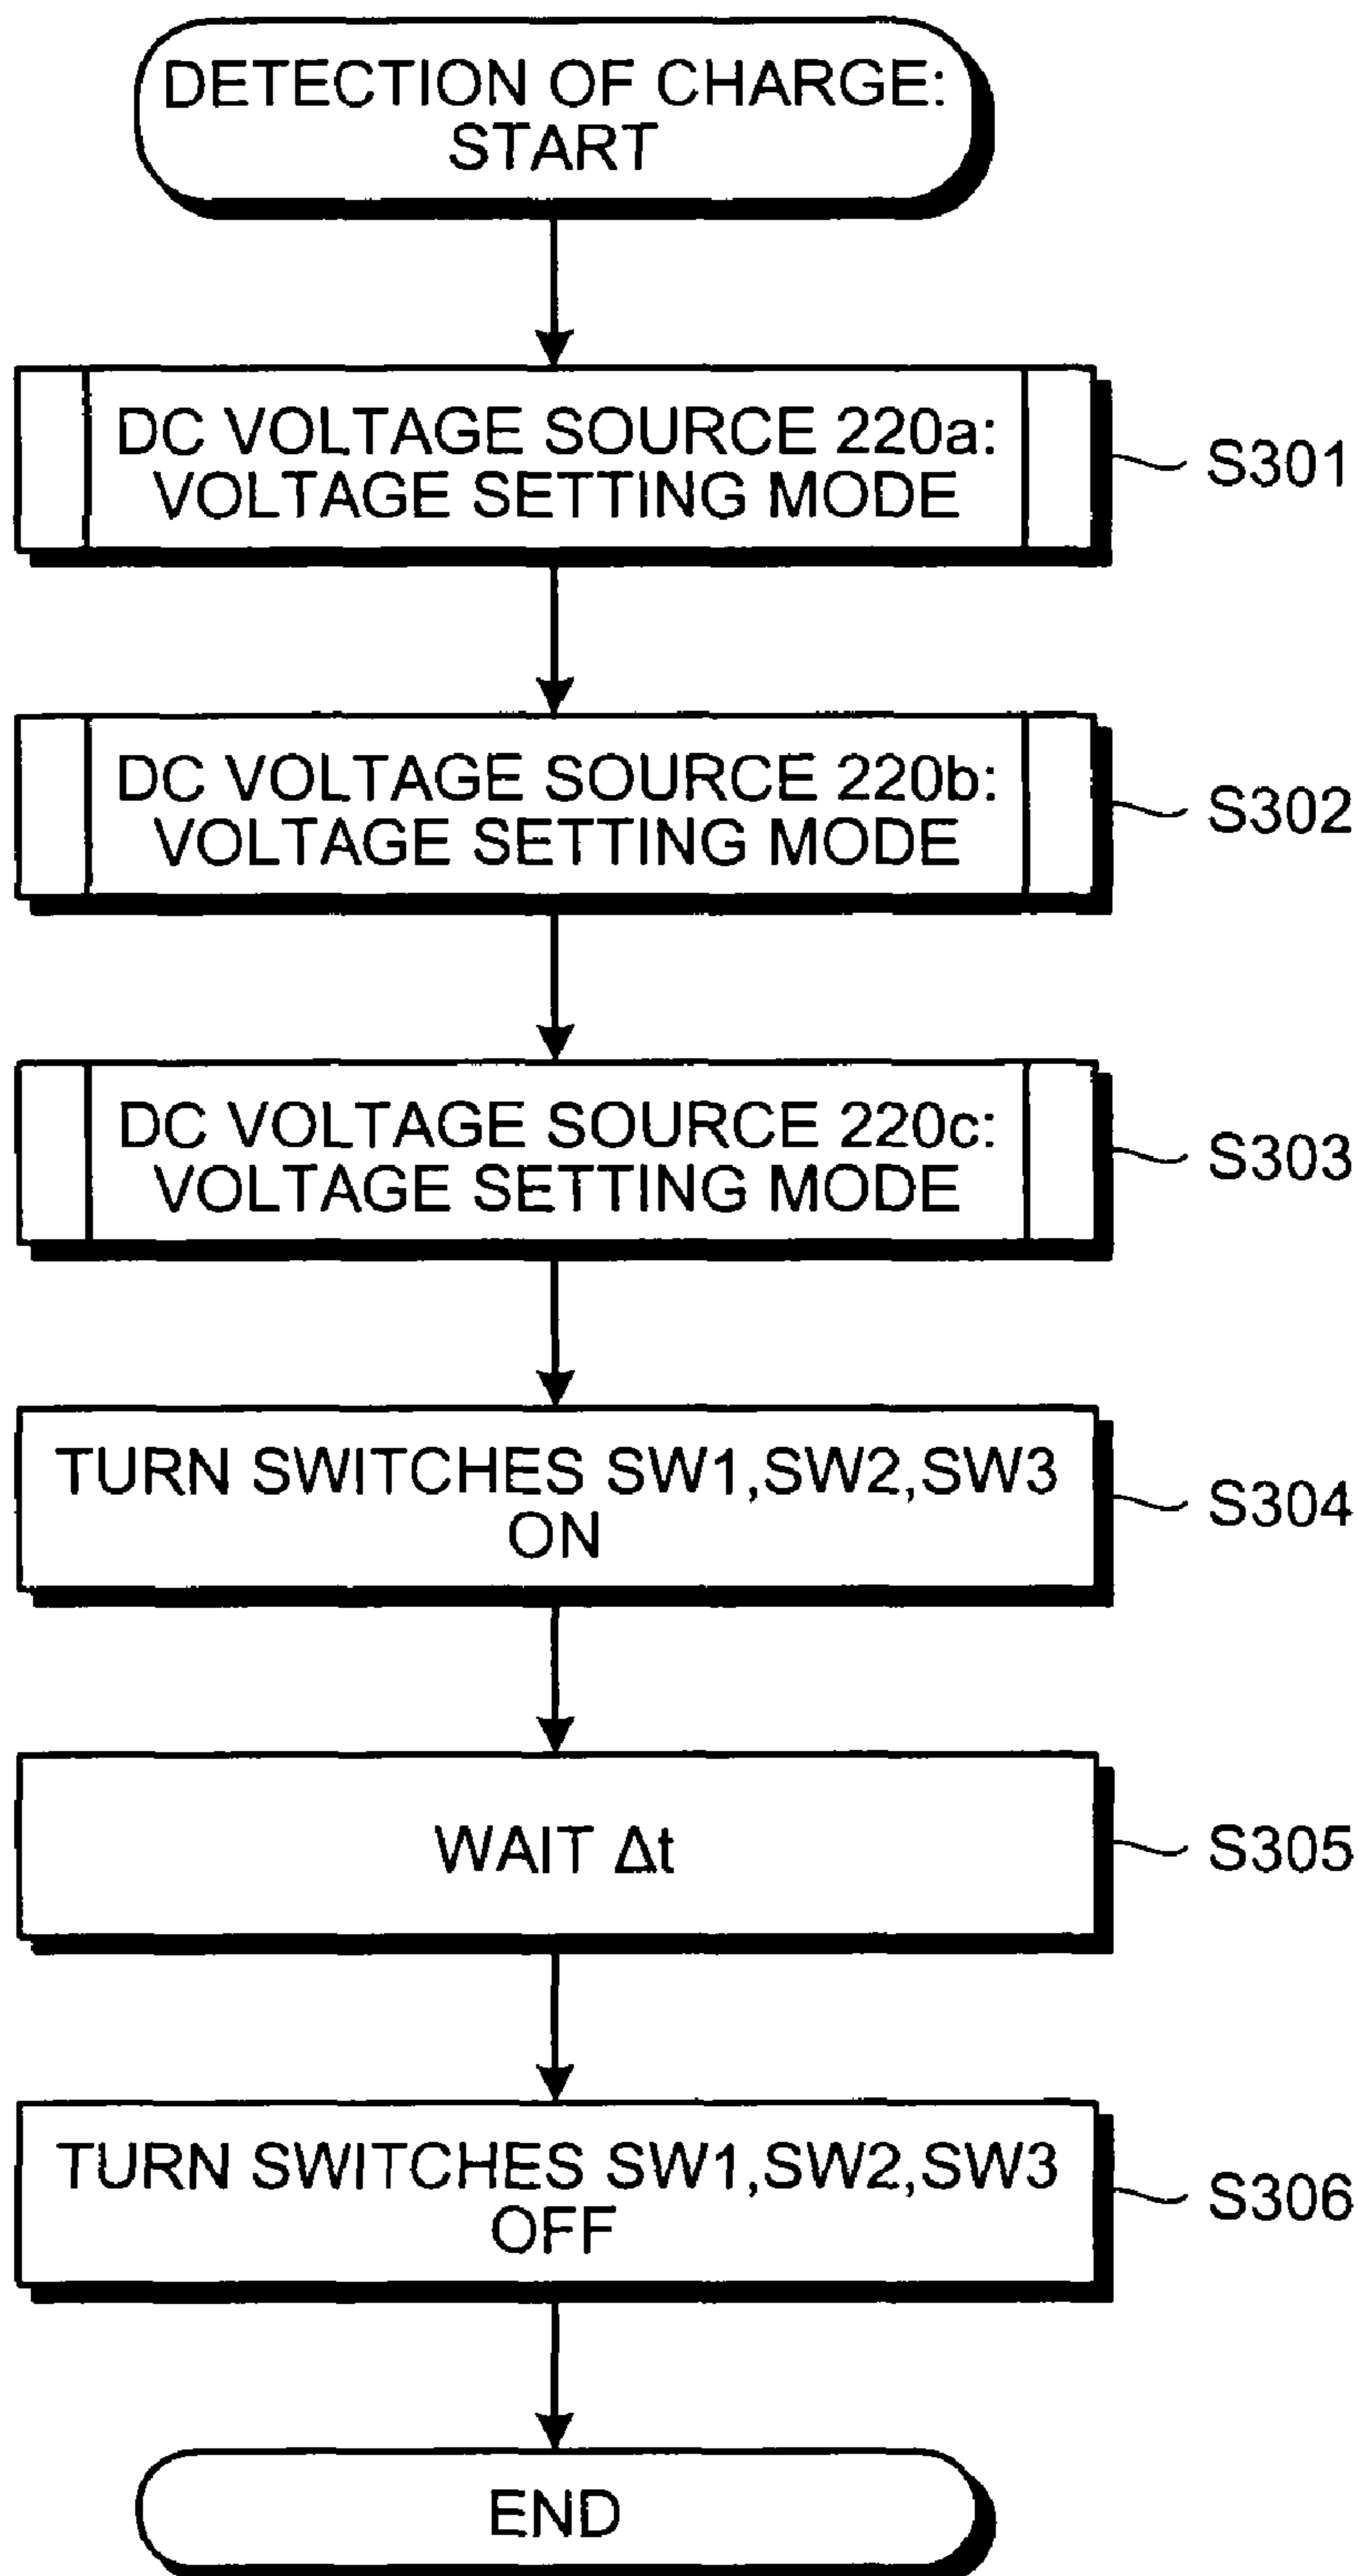 DETECTION OF CHARGE:
START
DC VOLTAGE SOURCE 220a:
VOLTAGE SETTING MODE
S301
DC VOLTAGE SOURCE 220b:
VOLTAGE SETTING MODE
S302
DC VOLTAGE SOURCE 220c:
VOLTAGE SETTING MODE
S303
TURN SWITCHES SW1,SW2,SW3
ON
S304
WAIT Δt
S305
TURN SWITCHES SW1,SW2,SW3
OFF
S306
END